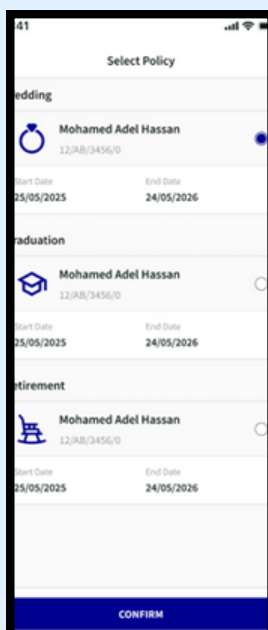 :41
Select Policy
edding
Mohamed Adel Hassan
12/AB/3456/0
Start Date End Date
25/05/2025 24/05/2026
raduation
Mohamed Adel Hassan
12/AB/3456/0
Start Date End Date
25/05/2025 24/05/2026
etirement
Mohamed Adel Hassan
12/AB/3456/0
Start Date End Date
25/05/2025 24/05/2026
CONFIRM